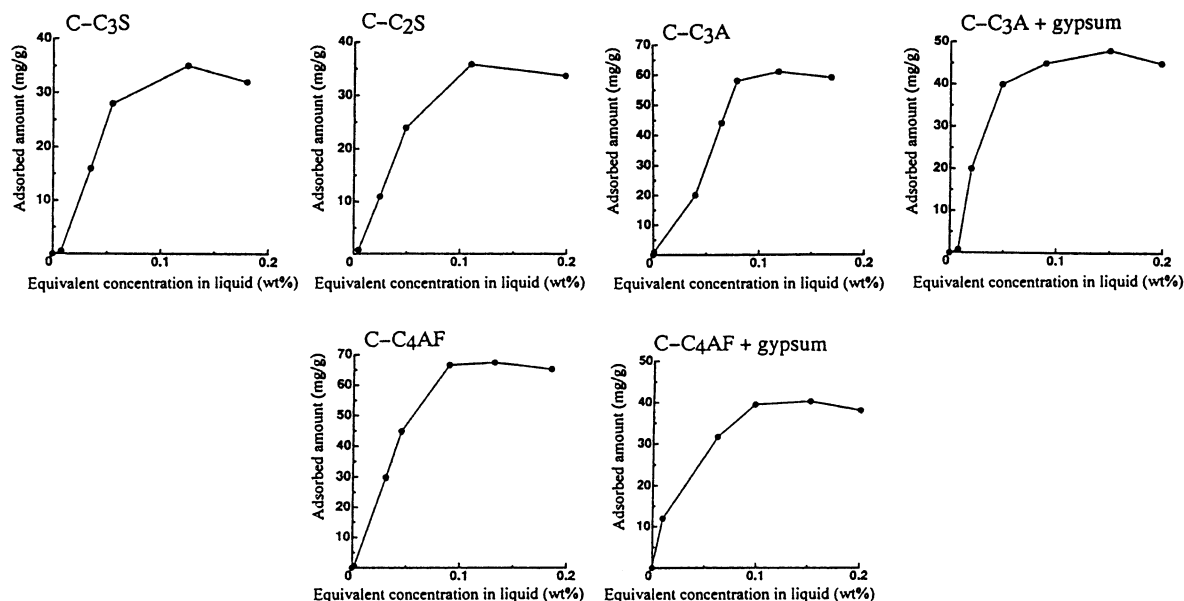 C–C3S
Adsorbed amount (mg/g)
40
30
20
10
0
0.1
0.2
Equivalent concentration in liquid (wt%)
C–C2S
Adsorbed amount (mg/g)
40
30
20
10
0
0.1
0.2
Equivalent concentration in liquid (wt%)
C–C3A
Adsorbed amount (mg/g)
70
60
50
40
30
20
10
0
0.1
0.2
Equivalent concentration in liquid (wt%)
C–C3A + gypsum
Adsorbed amount (mg/g)
50
40
30
20
10
0
0.1
0.2
Equivalent concentration in liquid (wt%)
C–C4AF
Adsorbed amount (mg/g)
70
60
50
40
30
20
10
0
0.1
0.2
Equivalent concentration in liquid (wt%)
C–C4AF + gypsum
Adsorbed amount (mg/g)
50
40
30
20
10
0
0.1
0.2
Equivalent concentration in liquid (wt%)